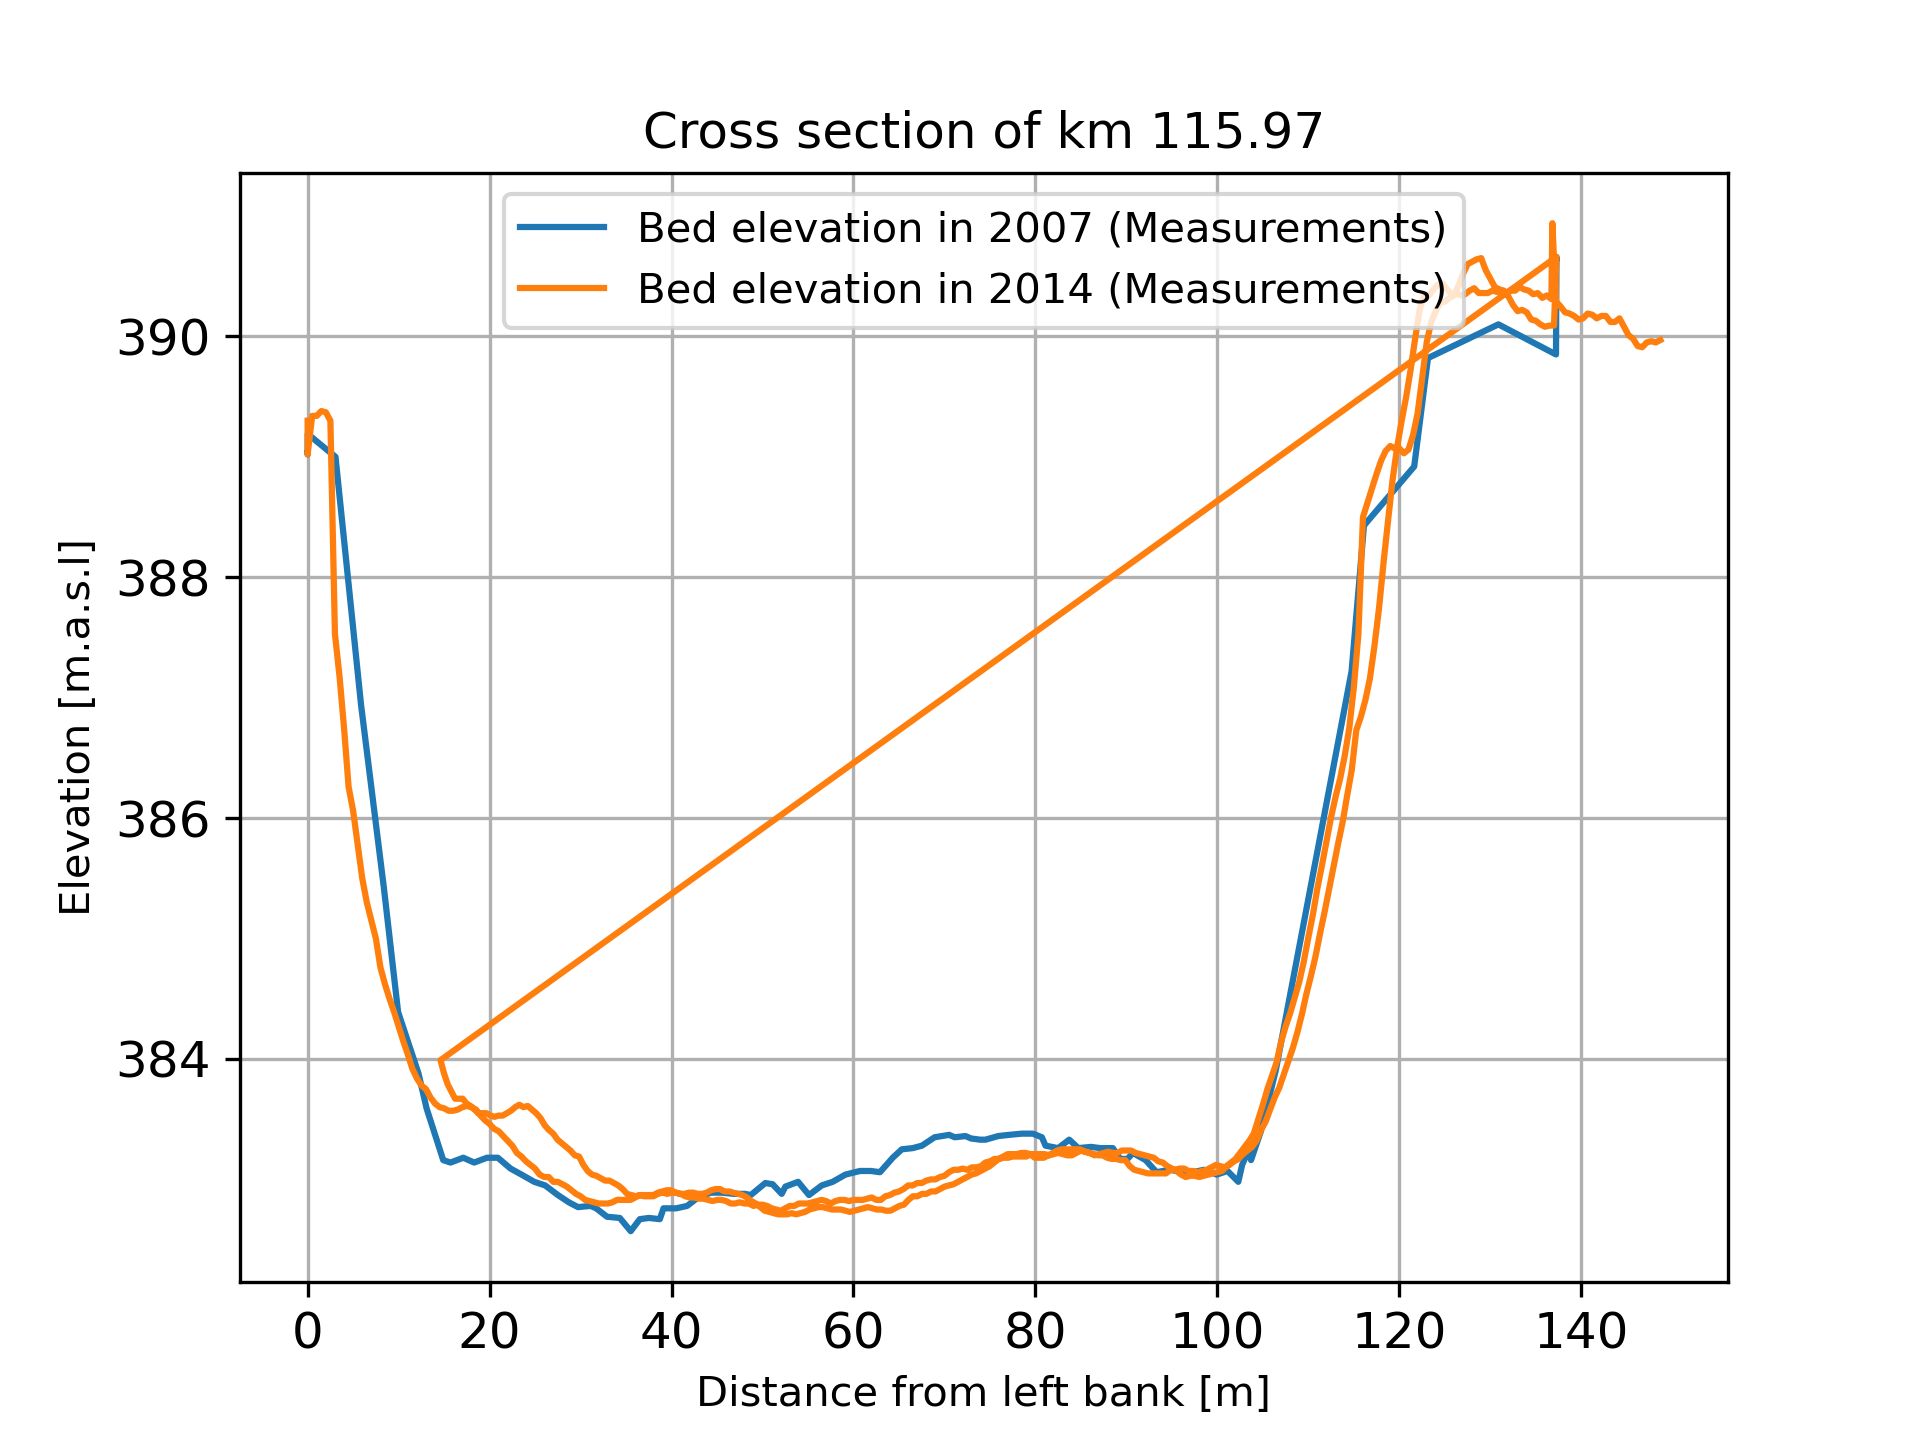 Cross section of km 115.97
Bed elevation in 2007 (Measurements)
Bed elevation in 2014 (Measurements)
390
388
386
384
Elevation [m.a.s.l]
0 20 40 60 80 100 120 140
Distance from left bank [m]